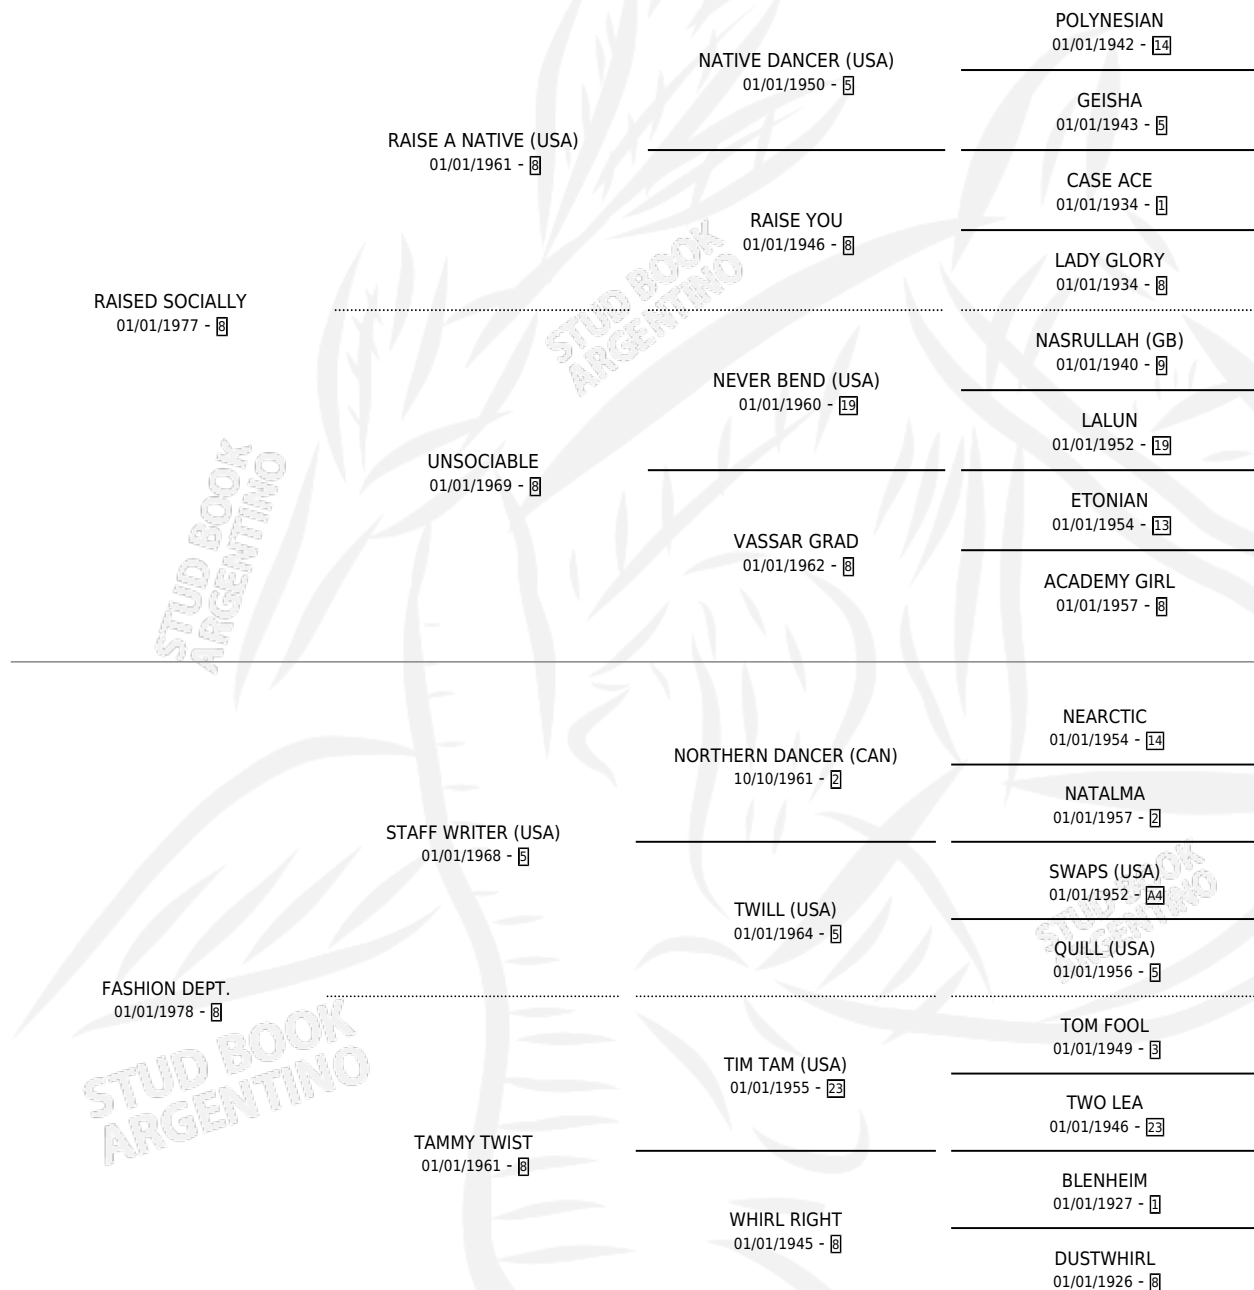 POLYNESIAN
01/01/1942 - 14
NATIVE DANCER (USA)
01/01/1950 - 5
GEISHA
01/01/1943 - 5
RAISE A NATIVE (USA)
01/01/1961 - 8
CASE ACE
01/01/1934 - 1
RAISE YOU
01/01/1946 - 8
LADY GLORY
01/01/1934 - 8
RAISED SOCIALLY
01/01/1977 - 8
STUD BOOK
ARGENTINO
NASRULLAH (GB)
01/01/1940 - 9
NEVER BEND (USA)
01/01/1960 - 19
LALUN
01/01/1952 - 19
UNSOCIABLE
01/01/1969 - 8
ETONIAN
01/01/1954 - 13
VASSAR GRAD
01/01/1962 - 8
ACADEMY GIRL
01/01/1957 - 8
STUD BOOK
ARGENTINO
NEARCTIC
01/01/1954 - 14
NORTHERN DANCER (CAN)
10/10/1961 - 2
NATALMA
01/01/1957 - 2
STAFF WRITER (USA)
01/01/1968 - 5
SWAPS (USA)
01/01/1952 - A4
TWILL (USA)
01/01/1964 - 5
QUILL (USA)
01/01/1956 - 5
STUD BOOK
ARGENTINO
FASHION DEPT.
01/01/1978 - 8
TOM FOOL
01/01/1949 - 3
TIM TAM (USA)
01/01/1955 - 23
TWO LEA
01/01/1946 - 23
STUD BOOK
ARGENTINO
TAMMY TWIST
01/01/1961 - 8
BLENHEIM
01/01/1927 - 1
WHIRL RIGHT
01/01/1945 - 8
DUSTWHIRL
01/01/1926 - 8